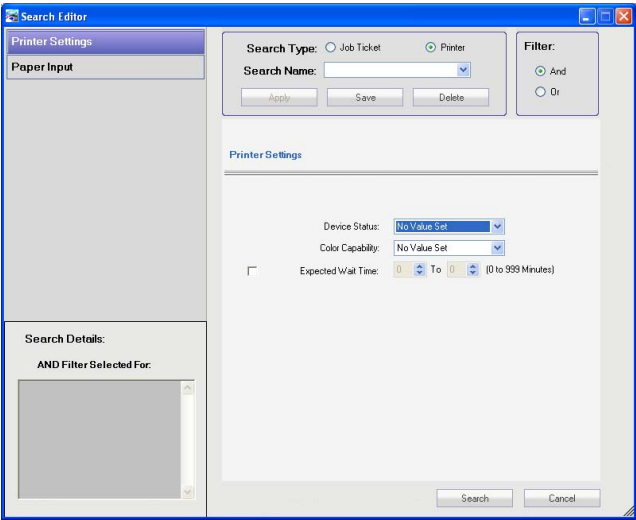 Search Editor
Printer Settings
Paper Input
Search Type: Job Ticket Printer
Search Name:
Apply Save Delete
Filter:
And
Or
Printer Settings
Device Status: No Value Set
Color Capability: No Value Set
Expected Wait Time: 0 To 0 (0 to 999 Minutes)
Search Details:
AND Filter Selected For:
Search Cancel